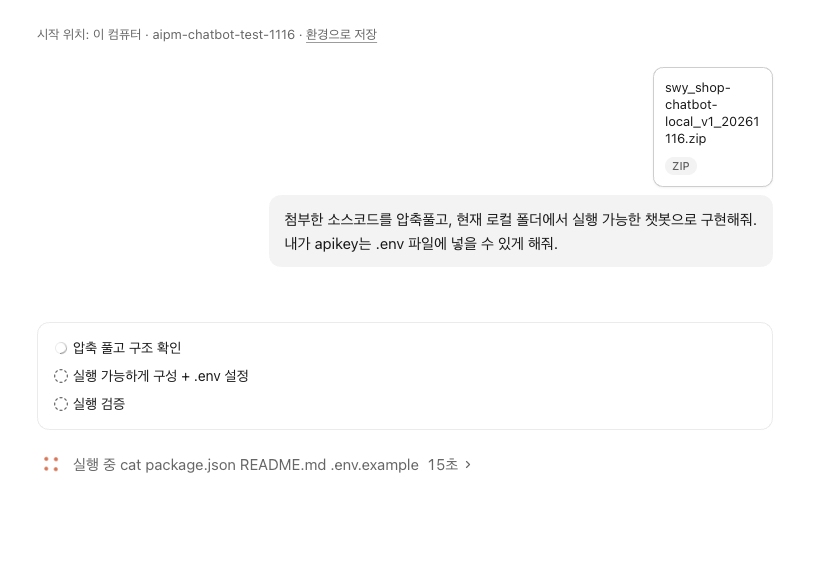 시작 위치: 이 컴퓨터 · aipm-chatbot-test-1116 · 환경으로 저장
swy_shop-
chatbot-
local_v1_20261
116.zip
ZIP
첨부한 소스코드를 압축풀고, 현재 로컬 폴더에서 실행 가능한 챗봇으로 구현해줘.
내가 apikey는 .env 파일에 넣을 수 있게 해줘.
압축 풀고 구조 확인
실행 가능하게 구성 + .env 설정
실행 검증
실행 중 cat package.json README.md .env.example 15초 >